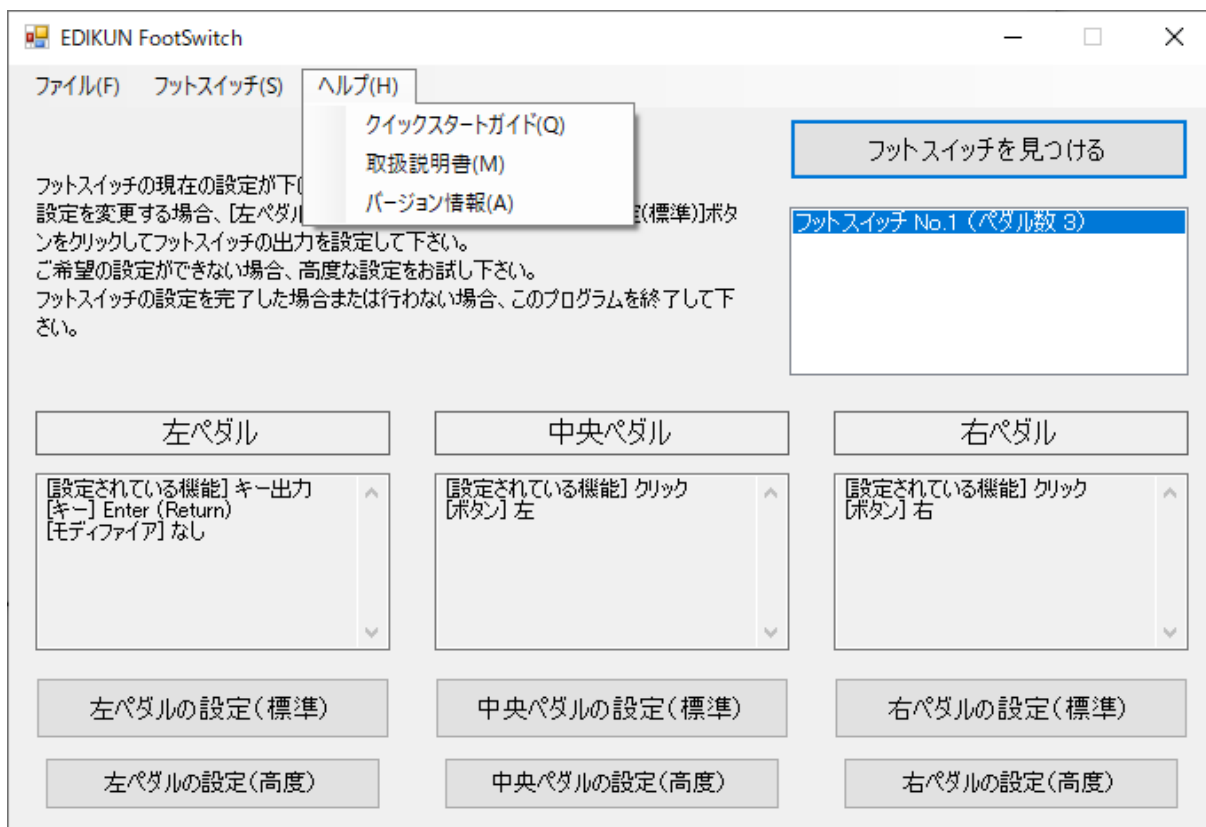 EDIKUN FootSwitch
ファイル(F) フットスイッチ(S) ヘルプ(H)
クイックスタートガイド(Q)
取扱説明書(M)
バージョン情報(A)
フットスイッチを見つける
フットスイッチの現在の設定が下
設定を変更する場合、[左ペダル 定(標準)]ボタ
ンをクリックしてフットスイッチの出力を設定して下さい。
ご希望の設定ができない場合、高度な設定をお試し下さい。
フットスイッチの設定を完了した場合または行わない場合、このプログラムを終了して下
さい。
フットスイッチ No.1 (ペダル数 3)
左ペダル
中央ペダル
右ペダル
[設定されている機能] キー出力
[キー] Enter (Return)
[モディファイア] なし
[設定されている機能] クリック
[ボタン] 左
[設定されている機能] クリック
[ボタン] 右
左ペダルの設定(標準)
中央ペダルの設定(標準)
右ペダルの設定(標準)
左ペダルの設定(高度)
中央ペダルの設定(高度)
右ペダルの設定(高度)